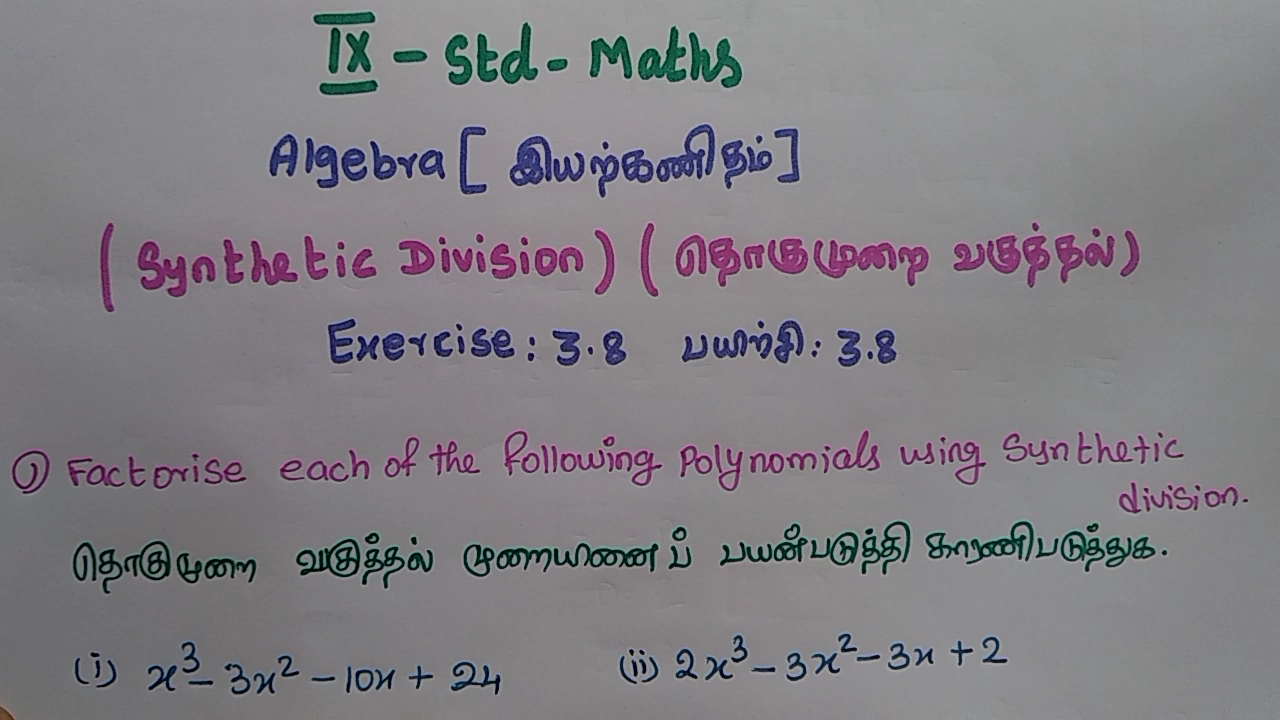 IX - Std - Maths
Algebra [ இயற்கணிதம் ]
( Synthetic Division ) ( தொகுமுறை வகுத்தல் )
Exercise : 3.8 பயிற்சி : 3.8
① Factorise each of the following Polynomials using Synthetic
division.
தொகுமுறை வகுத்தல் பயன்படுத்தி காரணிபடுத்துக.
(i) x³ - 3x² - 10x + 24 (ii) 2x³ - 3x² - 3x + 2